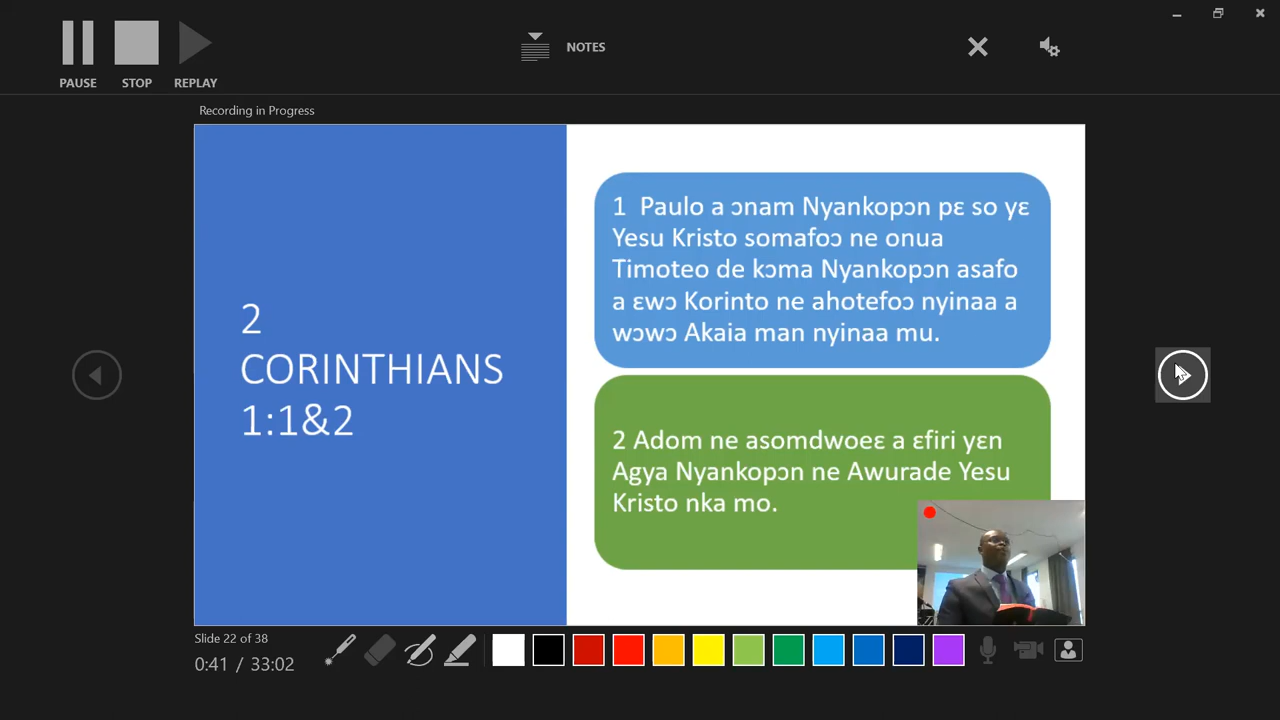 PAUSE
STOP
REPLAY
NOTES
Recording in Progress
2
CORINTHIANS
1:1&2
1 Paulo a ɔnam Nyankopɔn pɛ so yɛ
Yesu Kristo somafoɔ ne onua
Timoteo de kɔma Nyankopɔn asafo
a ɛwɔ Korinto ne ahotefoɔ nyinaa a
wɔwɔ Akaia man nyinaa mu.
2 Adom ne asomdwoeɛ a ɛfiri yɛn
Agya Nyankopɔn ne Awurade Yesu
Kristo nka mo.
Slide 22 of 38
0:41 / 33:02